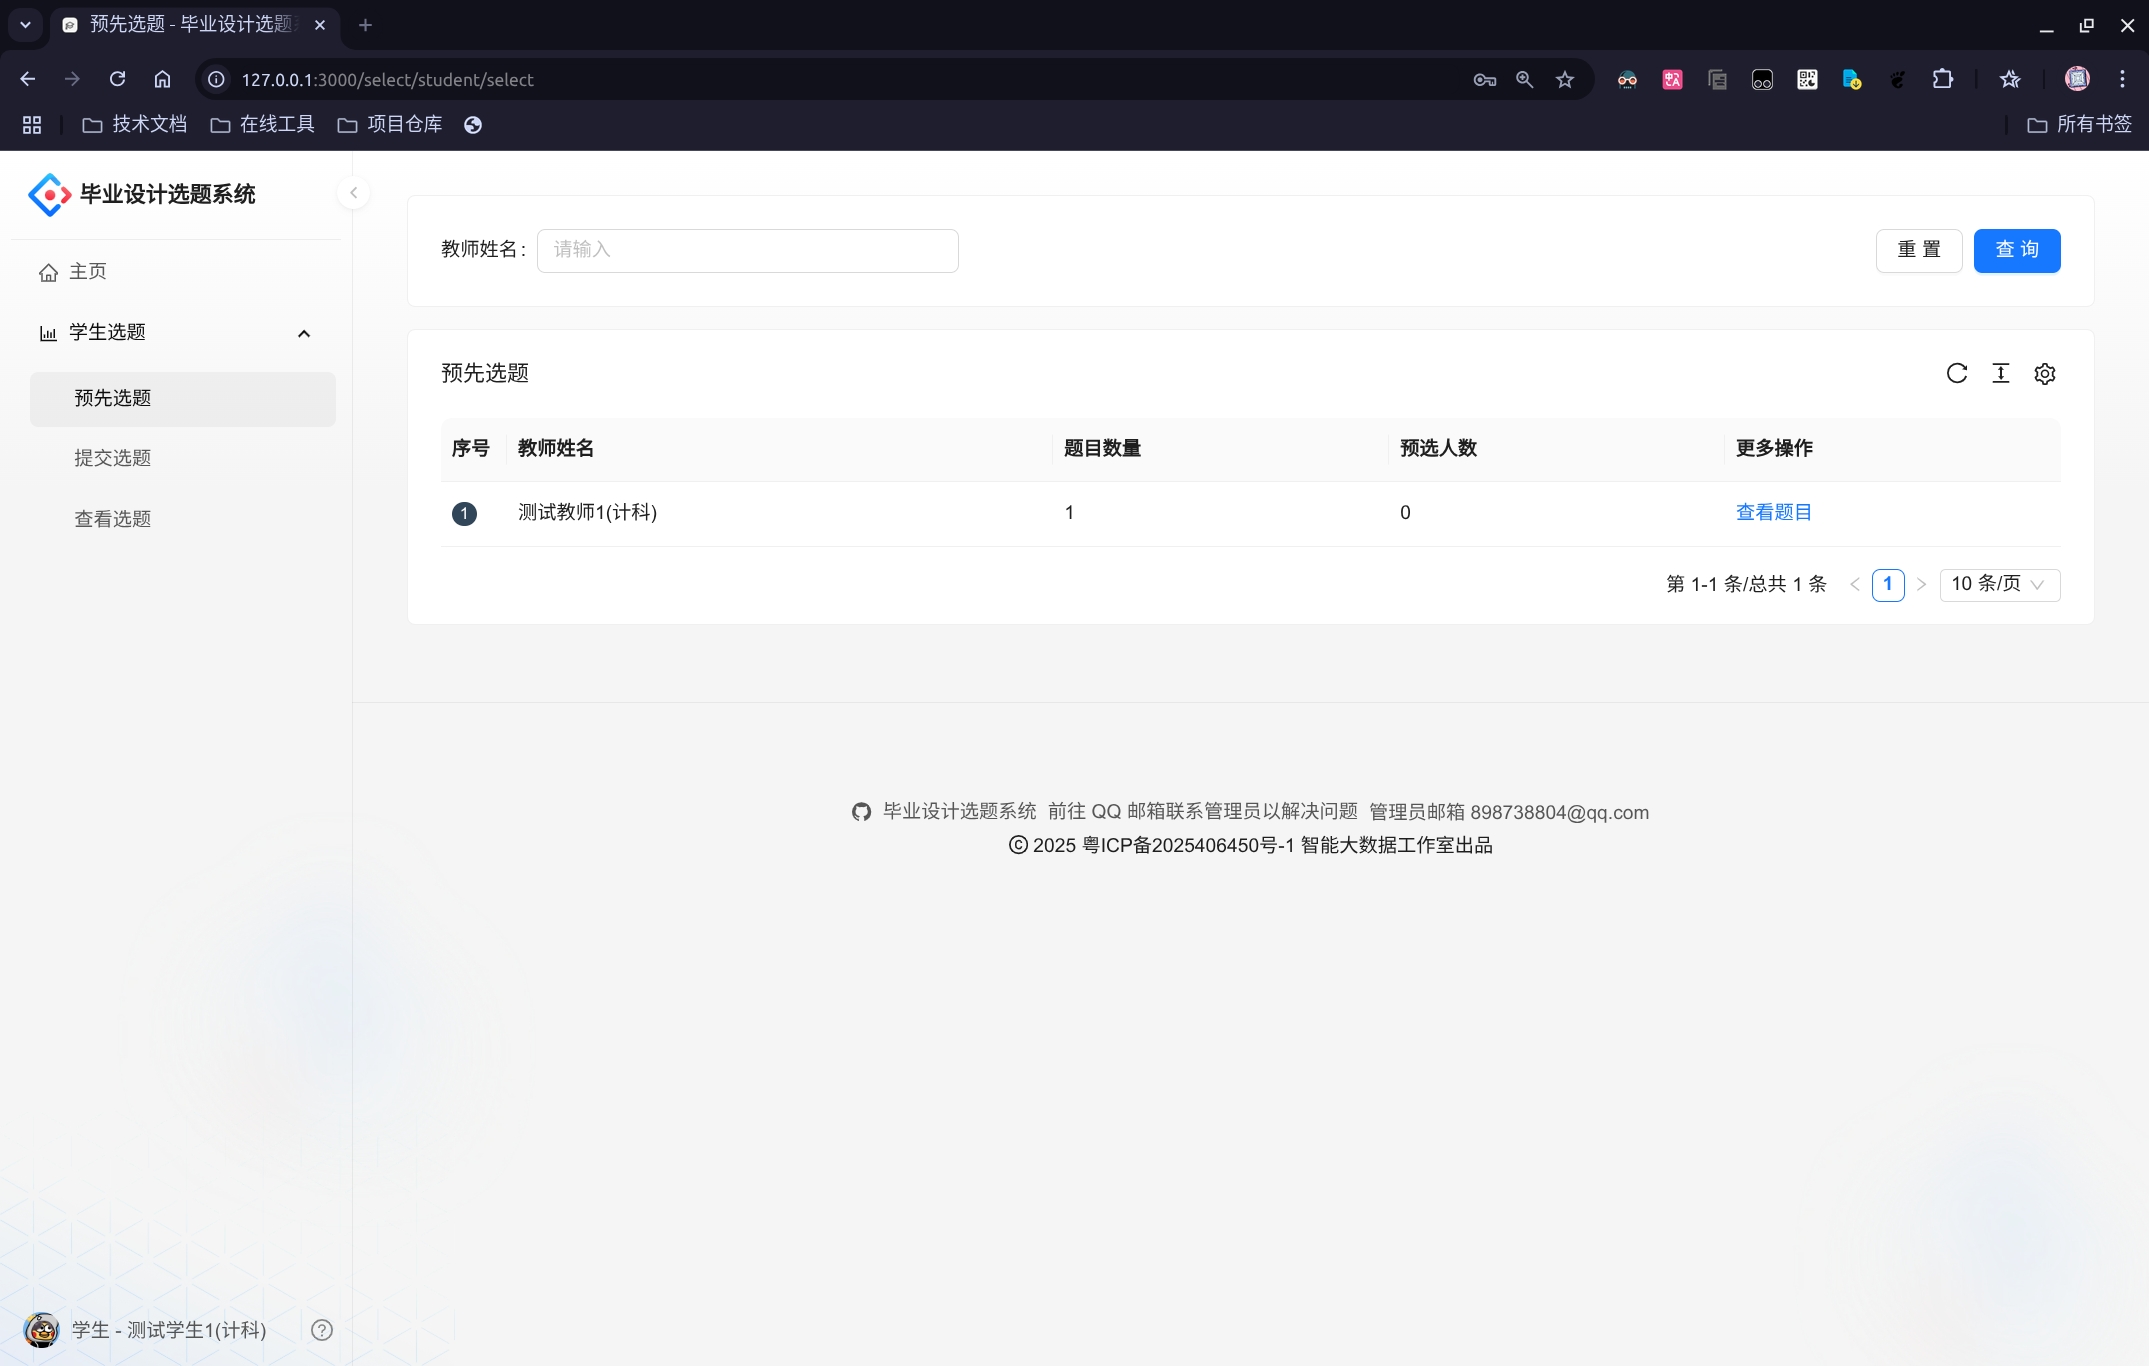 预先选题 - 毕业设计选题
127.0.0.1:3000/select/student/select
技术文档 在线工具 项目仓库 所有书签
毕业设计选题系统
主页
学生选题
预先选题
提交选题
查看选题
教师姓名: 请输入 重 置 查 询
预先选题
序号 教师姓名 题目数量 预选人数 更多操作
1 测试教师1(计科) 1 0 查看题目
第 1-1 条/总共 1 条 < 1 > 10 条/页
毕业设计选题系统 前往 QQ 邮箱联系管理员以解决问题 管理员邮箱 898738804@qq.com
© 2025 粤ICP备2025406450号-1 智能大数据工作室出品
学生 - 测试学生1(计科)